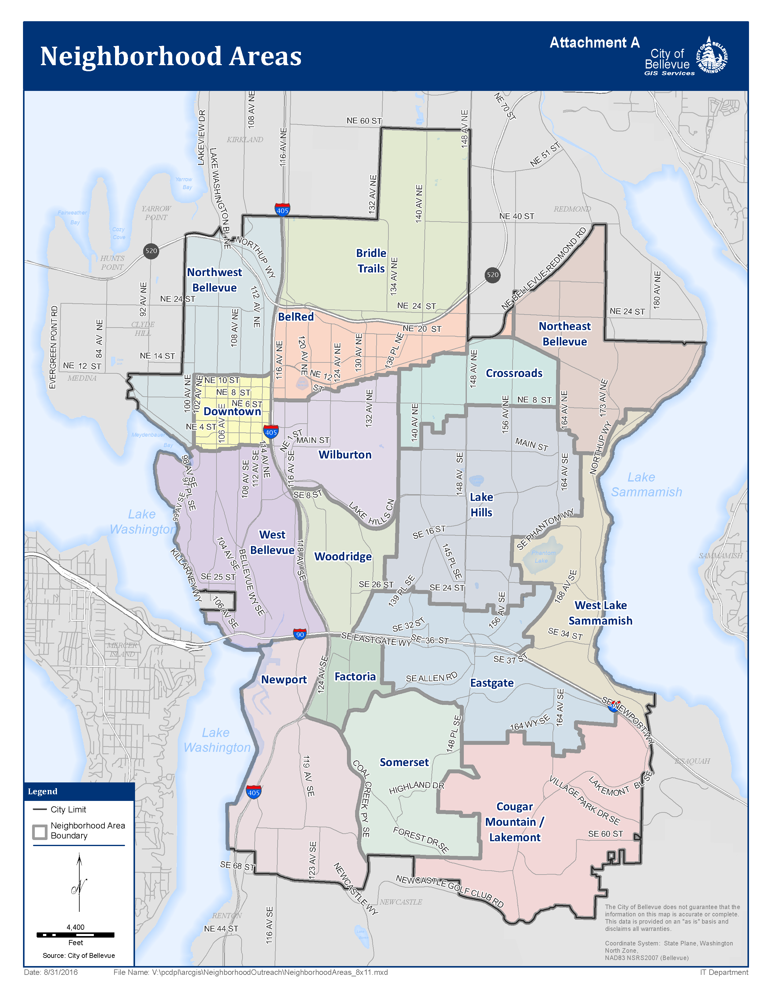 Neighborhood Areas
Attachment A
City of
Bellevue
GIS Services
CITY OF BELLEVUE
WASHINGTON
LAKEVIEW DR
108 AV NE
116 AV NE
NE 60 ST
148 AV NE
NE 70 ST
KIRKLAND
LAKE WASHINGTON BL NE
NE 51 ST
Yarrow
Bay
132 AV NE
140 AV NE
405
YARROW
POINT
Fairweather
Bay
Cozy
Cove
NE 40 ST
REDMOND
520
NORTHUP WY
HUNTS
POINT
Bridle
Trails
134 AV NE
520
NE BELLEVUE-REDMOND RD
Northwest
Bellevue
112 AV NE
92 AV NE
NE 24 ST
NE 24 ST
180 AV NE
NE 24 ST
EVERGREEN POINT RD
84 AV NE
CLYDE
HILL
108 AV NE
BelRed
NE 20 ST
Northeast
Bellevue
116 AV NE
120 AV NE
124 AV NE
130 AV NE
136 PL NE
NE 14 ST
NE 12 ST
MEDINA
NE 12 ST
148 AV NE
Crossroads
100 AV NE
102 AV NE
NE 10 ST
NE 8 ST
NE 6 ST
Downtown
NE 4 ST
106 AV NE
132 AV NE
140 AV NE
156 AV NE
NE 8 ST
164 AV NE
173 AV NE
NORTHUP WY
Meydenbauer
Bay
405
114 AV NE
NE 1 ST
MAIN ST
MAIN ST
Wilburton
98 AV SE
97 PL SE
99 AV SE
108 AV SE
112 AV SE
116 AV SE
148 AV SE
164 AV SE
Lake
Sammamish
SE 8 ST
LAKE HILLS CN
Lake
Hills
Lake
Washington
SE 16 ST
SE PHANTOM WY
West
Bellevue
118 AV SE
Woodridge
145 PL SE
Phantom
Lake
SAMMAMISH
KILLARNEY WY
104 AV SE
BELLEVUE WY SE
SE 25 ST
SE 26 ST
139 PL SE
SE 24 ST
168 AV SE
106 AV SE
156 AV SE
West Lake
Sammamish
SE 32 ST
SE 34 ST
90
SE EASTGATE WY
SE 36 ST
SE 37 ST
MERCER
ISLAND
Newport
124 AV SE
Factoria
SE ALLEN RD
Eastgate
164 AV SE
SE NEWPORT WY
Lake
Washington
164 WY SE
148 PL SE
119 AV SE
Somerset
COAL CREEK PY SE
HIGHLAND DR
ISSAQUAH
VILLAGE PARK DR SE
LAKEMONT BL SE
405
Cougar
Mountain /
Lakemont
FOREST DR SE
SE 60 ST
123 AV SE
SE 68 ST
NEWCASTLE WY
NEWCASTLE GOLF CLUB RD
NEWCASTLE
RENTON
NE 44 ST
116 AV SE
Lake
Boren
Legend
City Limit
Neighborhood Area
Boundary
N
4,400
Feet
Source: City of Bellevue
The City of Bellevue does not guarantee that the
information on this map is accurate or complete.
This data is provided on an "as is" basis and
disclaims all warranties.
Coordinate System: State Plane, Washington
North Zone,
NAD83 NSRS2007 (Bellevue)
Date: 8/31/2016
File Name: V:\pcdpl\arcgis\NeighborhoodOutreach\NeighborhoodAreas_8x11.mxd
IT Department